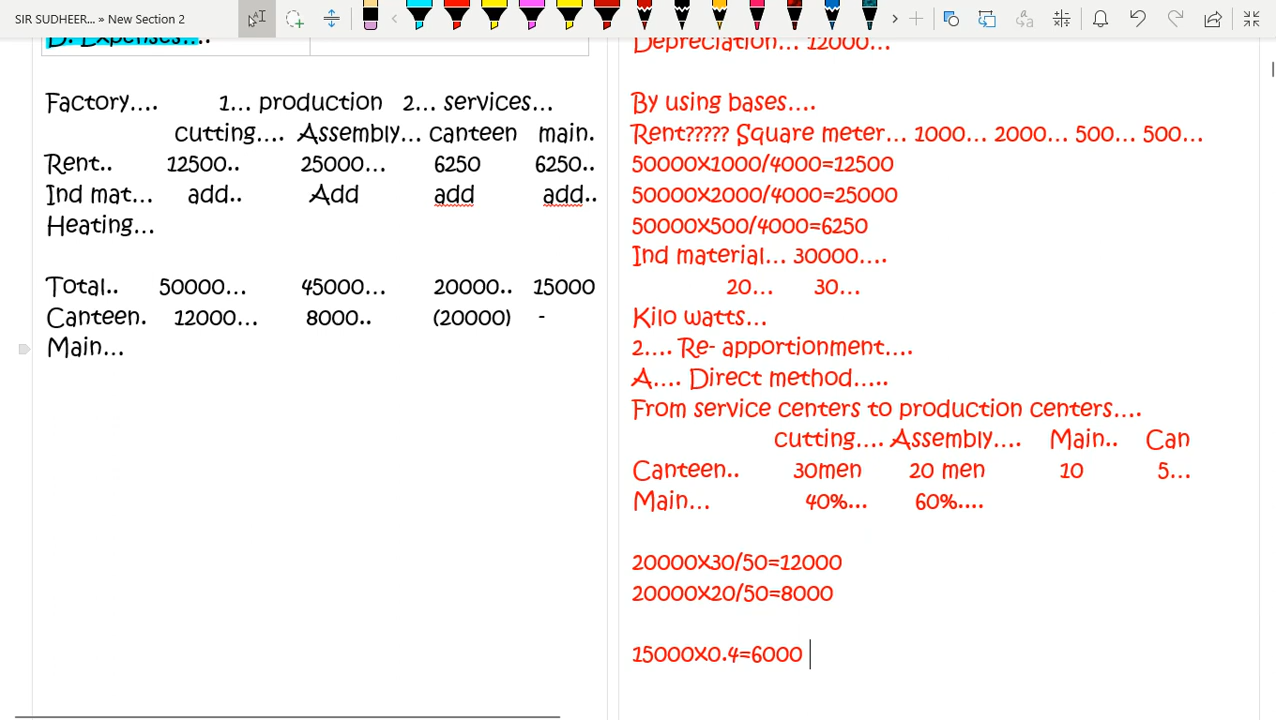 SIR SUDHEER... » New Section 2
D. Expenses....
Factory.... 1... production 2... services...
cutting.... Assembly... canteen main.
Rent.. 12500.. 25000... 6250 6250..
Ind mat... add.. Add add add..
Heating...
Total.. 50000... 45000... 20000.. 15000
Canteen. 12000... 8000.. (20000) -
Main...
Depreciation... 12000...
By using bases....
Rent????? Square meter... 1000... 2000... 500... 500...
50000X1000/4000=12500
50000X2000/4000=25000
50000X500/4000=6250
Ind material... 30000....
20... 30...
Kilo watts...
2.... Re- apportionment....
A.... Direct method.....
From service centers to production centers....
cutting.... Assembly.... Main.. Can
Canteen.. 30men 20 men 10 5...
Main... 40%... 60%....
20000X30/50=12000
20000X20/50=8000
15000X0.4=6000